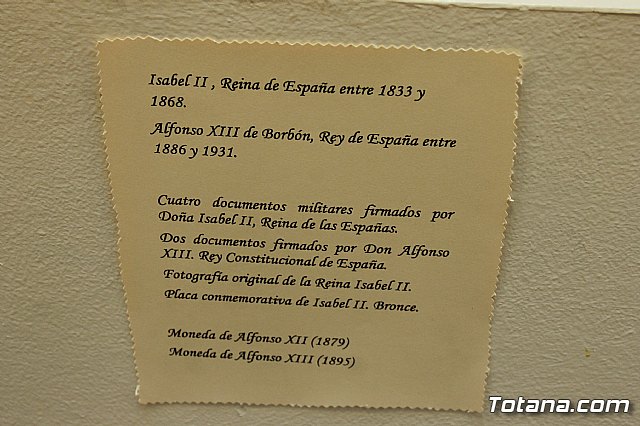 Isabel II , Reina de España entre 1833 y
1868.
Alfonso XIII de Borbón, Rey de España entre
1886 y 1931.
Cuatro documentos militares firmados por
Doña Isabel II, Reina de las Españas.
Dos documentos firmados por Don Alfonso
XIII. Rey Constitucional de España.
Fotografía original de la Reina Isabel II.
Placa conmemorativa de Isabel II. Bronce.
Moneda de Alfonso XII (1879)
Moneda de Alfonso XIII (1895)
Totana.com